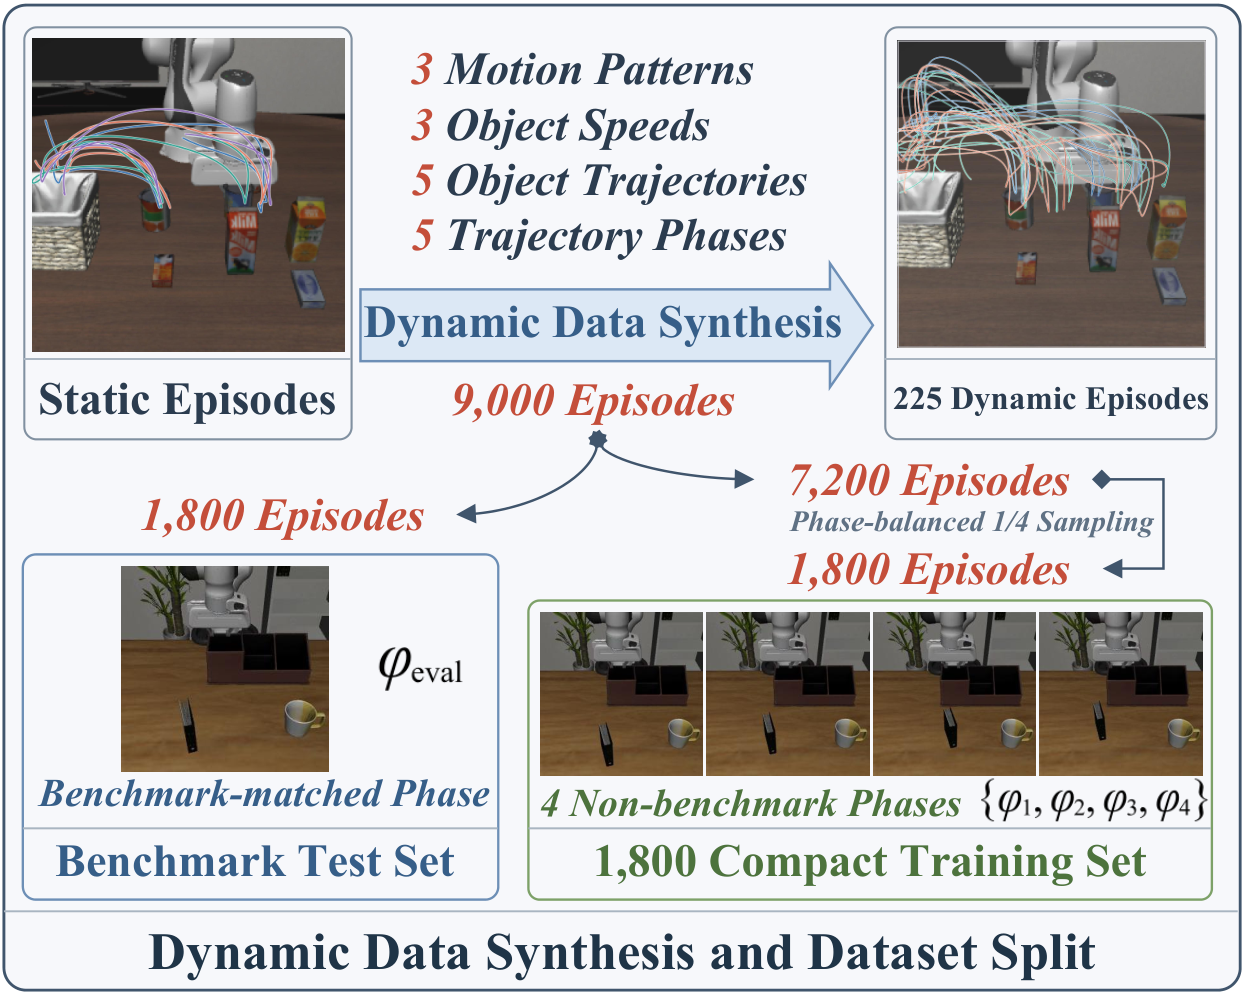 3 Motion Patterns
3 Object Speeds
5 Object Trajectories
5 Trajectory Phases
Dynamic Data Synthesis
Static Episodes
9,000 Episodes
225 Dynamic Episodes
1,800 Episodes
7,200 Episodes
Phase-balanced 1/4 Sampling
1,800 Episodes
φeval
Benchmark-matched Phase
Benchmark Test Set
4 Non-benchmark Phases {φ1, φ2, φ3, φ4}
1,800 Compact Training Set
Dynamic Data Synthesis and Dataset Split